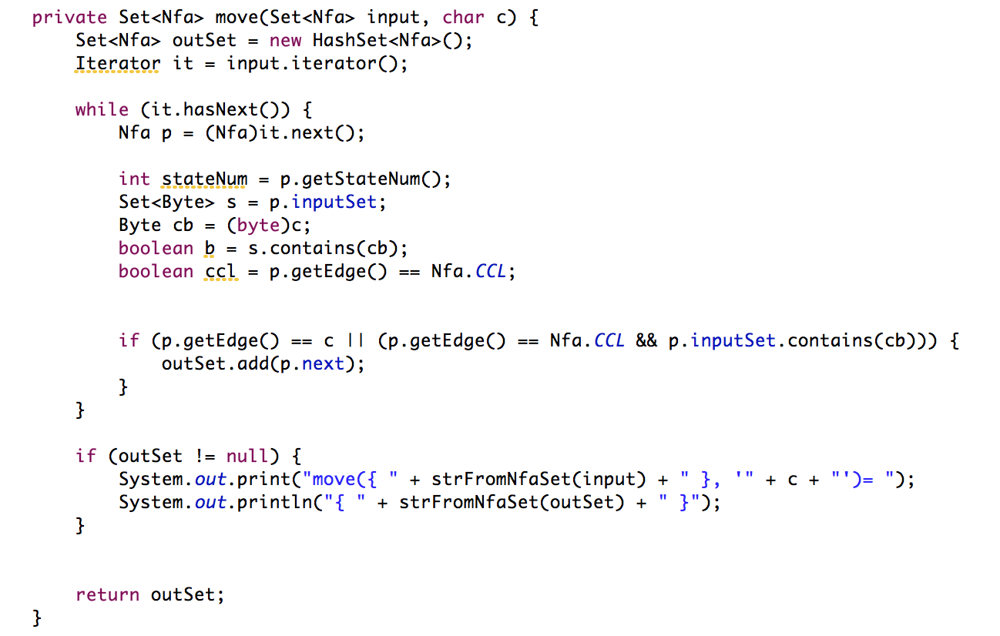 private Set<Nfa> move(Set<Nfa> input, char c) {
Set<Nfa> outSet = new HashSet<Nfa>();
Iterator it = input.iterator();
while (it.hasNext()) {
Nfa p = (Nfa)it.next();
int stateNum = p.getStateNum();
Set<Byte> s = p.inputSet;
Byte cb = (byte)c;
boolean b = s.contains(cb);
boolean ccl = p.getEdge() == Nfa.CCL;
if (p.getEdge() == c || (p.getEdge() == Nfa.CCL && p.inputSet.contains(cb))) {
outSet.add(p.next);
}
}
if (outSet != null) {
System.out.print("move({ " + strFromNfaSet(input) + " }, '" + c + "')= ");
System.out.println("{ " + strFromNfaSet(outSet) + " }");
}
return outSet;
}